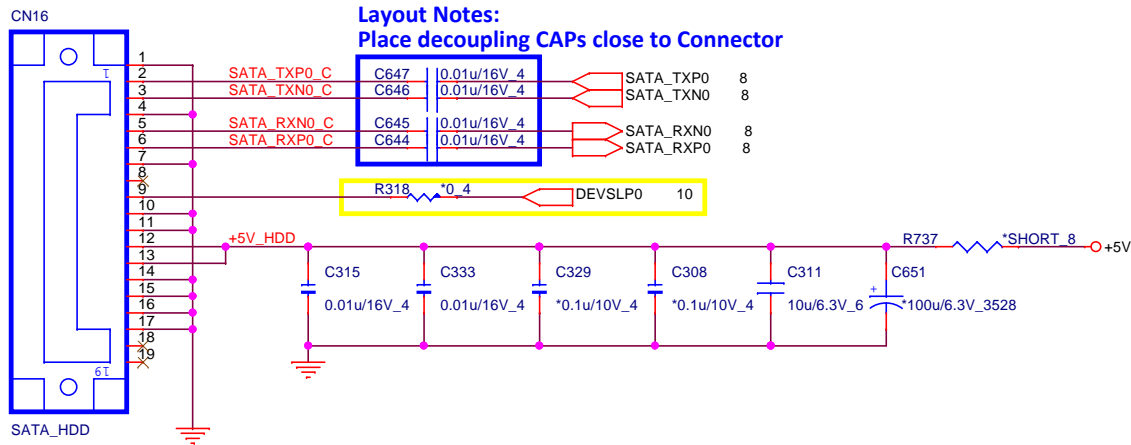 CN16
Layout Notes:
Place decoupling CAPs close to Connector
1
1
2 SATA_TXP0_C C647 0.01u/16V_4 SATA_TXP0 8
3 SATA_TXN0_C C646 0.01u/16V_4 SATA_TXN0 8
4
5 SATA_RXN0_C C645 0.01u/16V_4 SATA_RXN0 8
6 SATA_RXP0_C C644 0.01u/16V_4 SATA_RXP0 8
7
8
9 R318 *0_4 DEVSLP0 10
10
11
12 +5V_HDD R737 *SHORT_8 +5V
13
14 C315 C333 C329 C308 C311 C651
15
16 0.01u/16V_4 0.01u/16V_4 *0.1u/10V_4 *0.1u/10V_4 10u/6.3V_6 + *100u/6.3V_3528
17
18
19
19
SATA_HDD